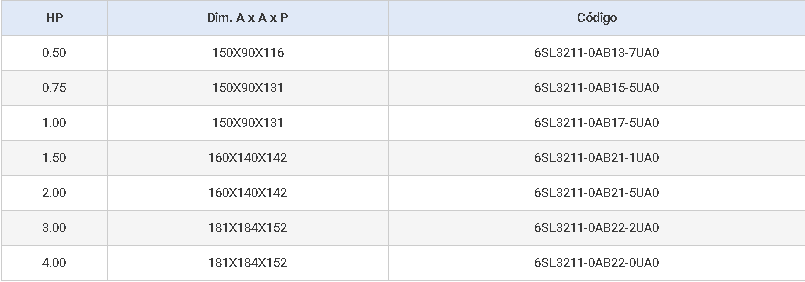 HP Dim. A x A x P Código
0.50 150X90X116 6SL3211-0AB13-7UA0
0.75 150X90X131 6SL3211-0AB15-5UA0
1.00 150X90X131 6SL3211-0AB17-5UA0
1.50 160X140X142 6SL3211-0AB21-1UA0
2.00 160X140X142 6SL3211-0AB21-5UA0
3.00 181X184X152 6SL3211-0AB22-2UA0
4.00 181X184X152 6SL3211-0AB22-0UA0